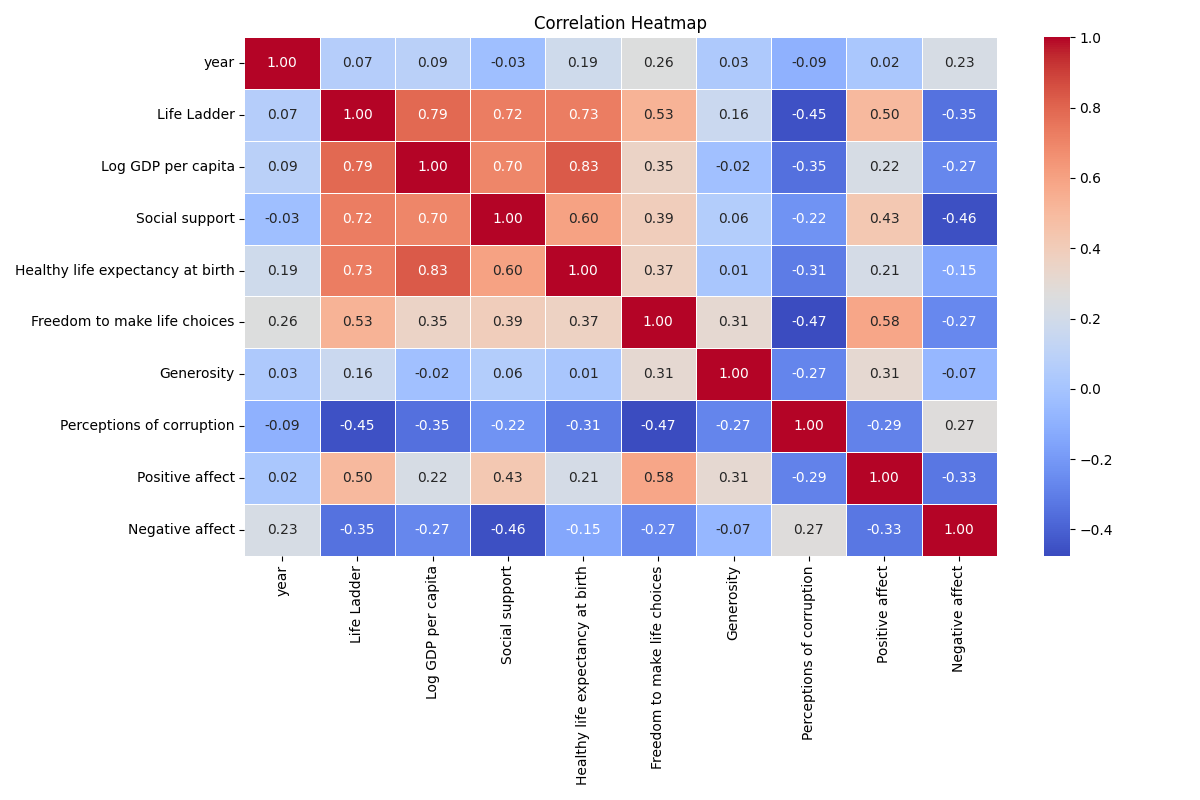 Correlation Heatmap
year 1.00 0.07 0.09 -0.03 0.19 0.26 0.03 -0.09 0.02 0.23
Life Ladder 0.07 1.00 0.79 0.72 0.73 0.53 0.16 -0.45 0.50 -0.35
Log GDP per capita 0.09 0.79 1.00 0.70 0.83 0.35 -0.02 -0.35 0.22 -0.27
Social support -0.03 0.72 0.70 1.00 0.60 0.39 0.06 -0.22 0.43 -0.46
Healthy life expectancy at birth 0.19 0.73 0.83 0.60 1.00 0.37 0.01 -0.31 0.21 -0.15
Freedom to make life choices 0.26 0.53 0.35 0.39 0.37 1.00 0.31 -0.47 0.58 -0.27
Generosity 0.03 0.16 -0.02 0.06 0.01 0.31 1.00 -0.27 0.31 -0.07
Perceptions of corruption -0.09 -0.45 -0.35 -0.22 -0.31 -0.47 -0.27 1.00 -0.29 0.27
Positive affect 0.02 0.50 0.22 0.43 0.21 0.58 0.31 -0.29 1.00 -0.33
Negative affect 0.23 -0.35 -0.27 -0.46 -0.15 -0.27 -0.07 0.27 -0.33 1.00
year
Life Ladder
Log GDP per capita
Social support
Healthy life expectancy at birth
Freedom to make life choices
Generosity
Perceptions of corruption
Positive affect
Negative affect
1.0
0.8
0.6
0.4
0.2
0.0
−0.2
−0.4